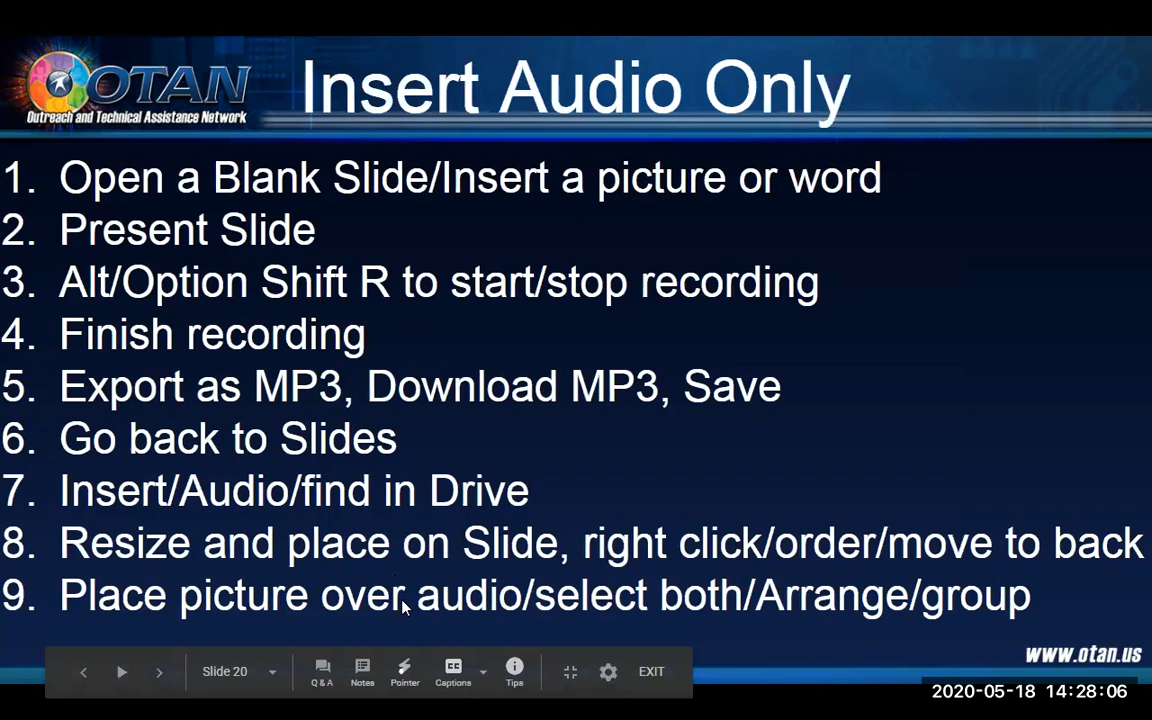 OTAN
Outreach and Technical Assistance Network
Insert Audio Only
1. Open a Blank Slide/Insert a picture or word
2. Present Slide
3. Alt/Option Shift R to start/stop recording
4. Finish recording
5. Export as MP3, Download MP3, Save
6. Go back to Slides
7. Insert/Audio/find in Drive
8. Resize and place on Slide, right click/order/move to back
9. Place picture over audio/select both/Arrange/group
www.otan.us
Slide 20
Q & A
Notes
Pointer
CC
Captions
Tips
EXIT
2020-05-18 14:28:06